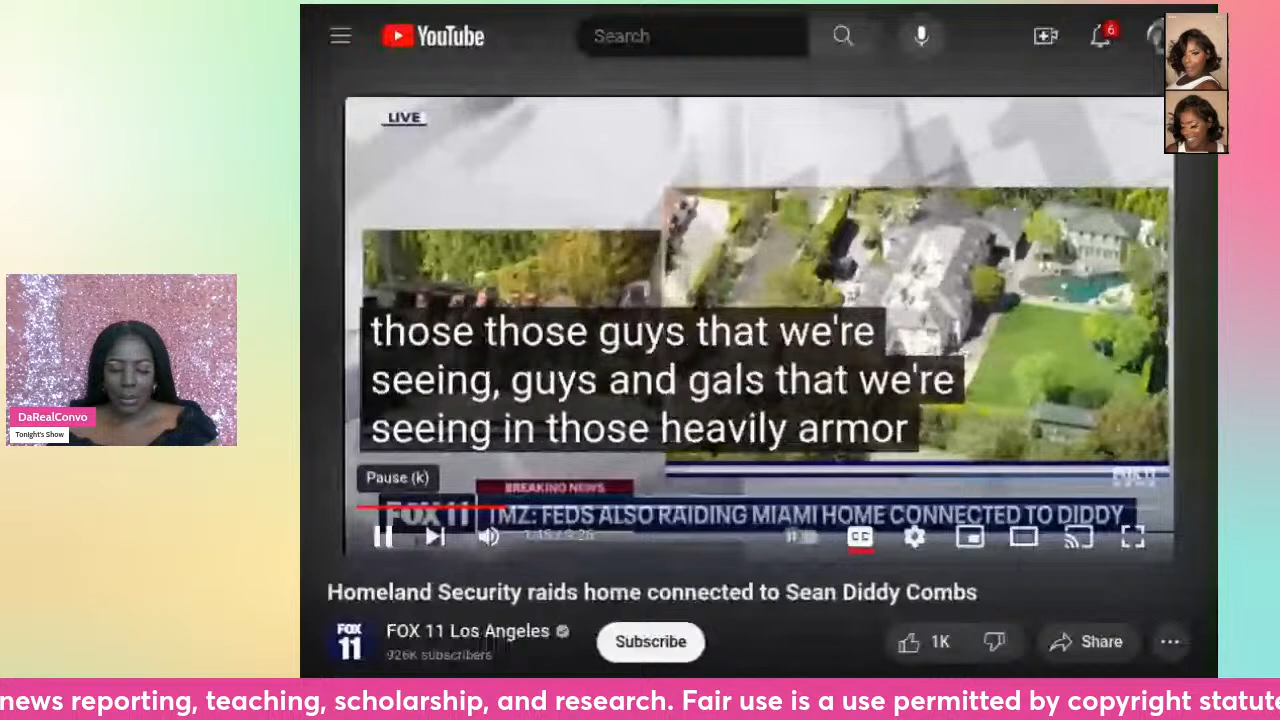 YouTube
Search
6
LIVE
those those guys that we're
seeing, guys and gals that we're
seeing in those heavily armor
Pause (k)
BREAKING NEWS
FOX 11
TMZ: FEDS ALSO RAIDING MIAMI HOME CONNECTED TO DIDDY
CC
Homeland Security raids home connected to Sean Diddy Combs
FOX
11
FOX 11 Los Angeles
926K subscribers
Subscribe
1K
Share
DaRealConvo
Tonight's Show
news reporting, teaching, scholarship, and research. Fair use is a use permitted by copyright statute